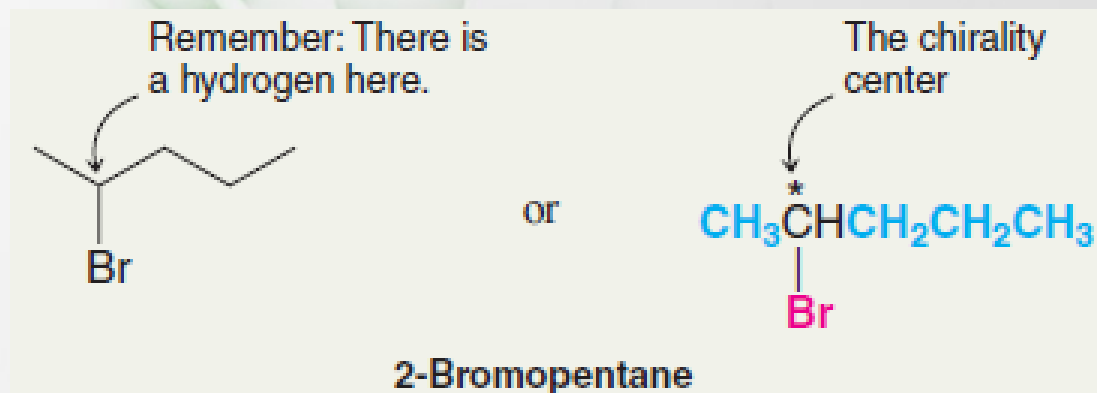 Remember: There is
a hydrogen here.
The chirality
center
Br
or
*
CH₃CHCH₂CH₂CH₃
Br
2-Bromopentane